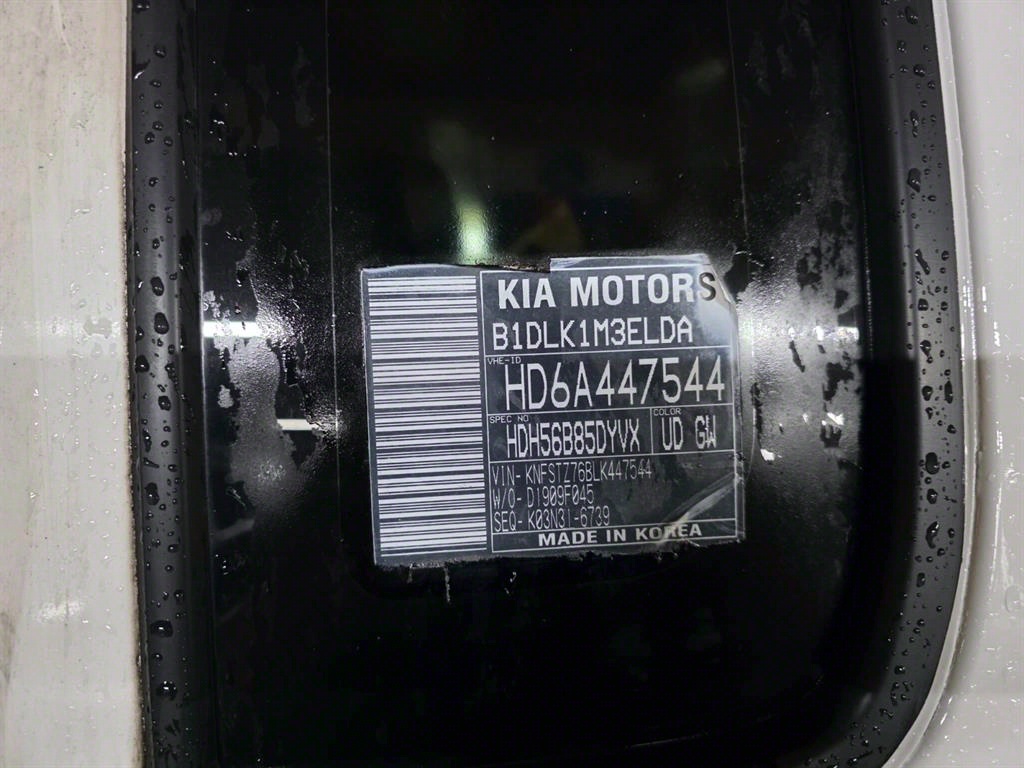 KIA MOTORS
B1DLK1M3ELDA
VHE-ID
HD6A447544
SPEC NO COLOR
HDH56B85DYVX UD GW
VIN- KNFSTZ76BLK447544
W/O- D1909F045
SEQ- K03N31-6739
MADE IN KOREA